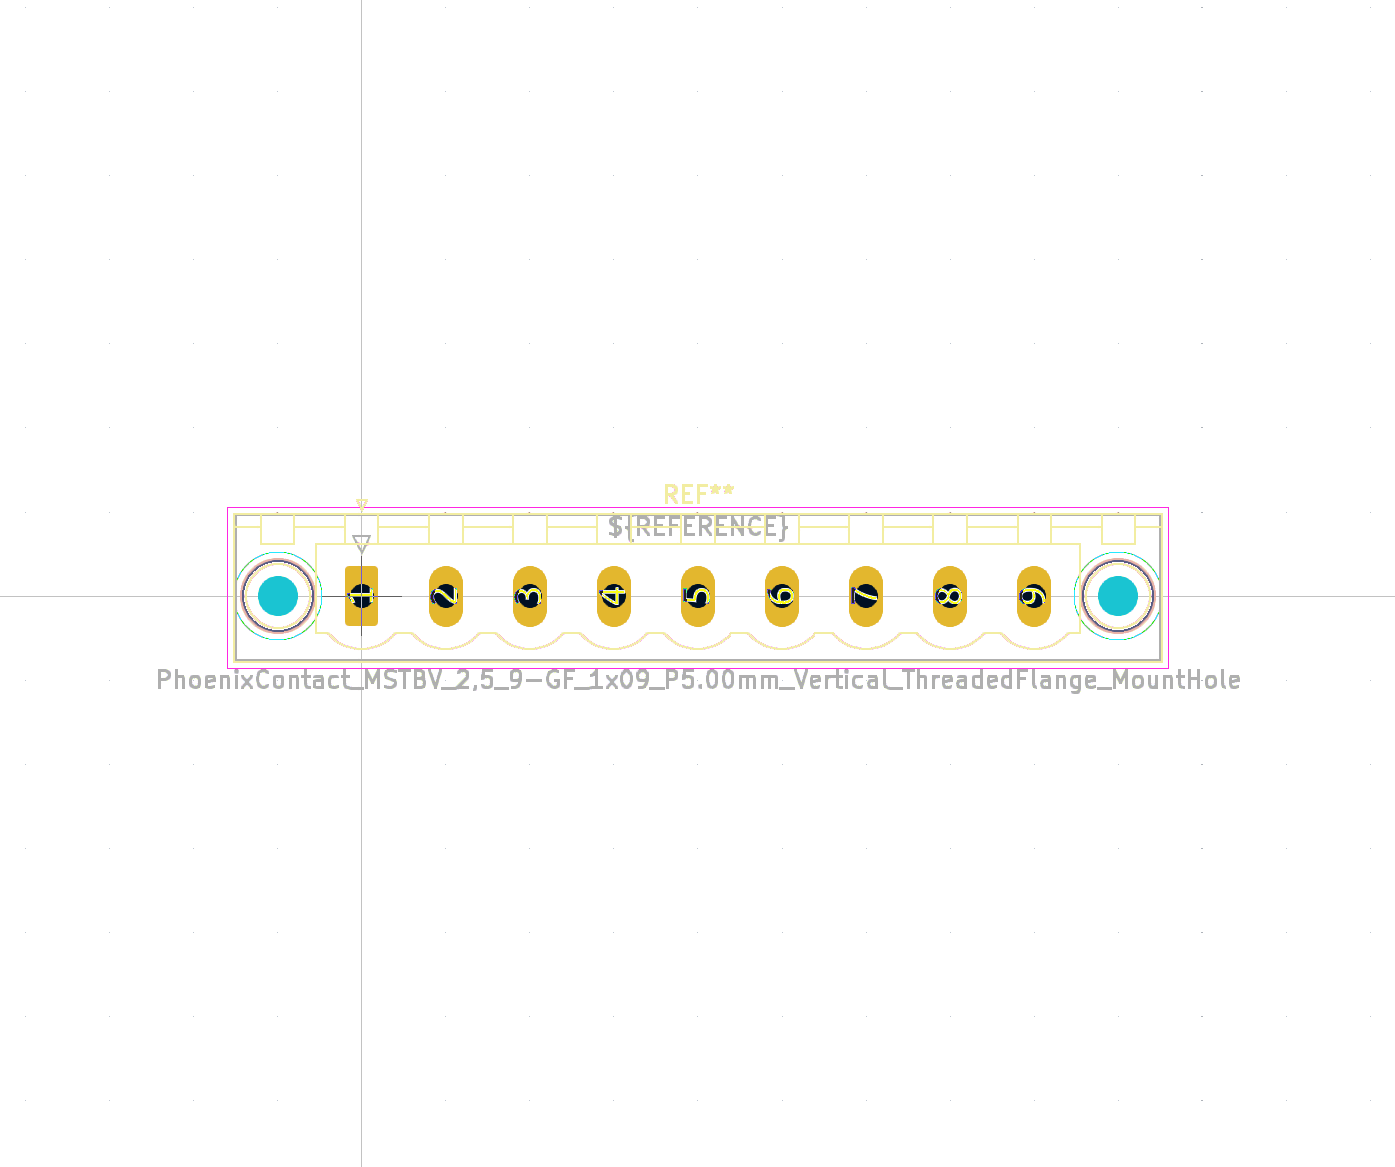 REF**
${REFERENCE}
1 2 3 4 5 6 7 8 9
PhoenixContact_MSTBV_2,5_9-GF_1x09_P5.00mm_Vertical_ThreadedFlange_MountHole